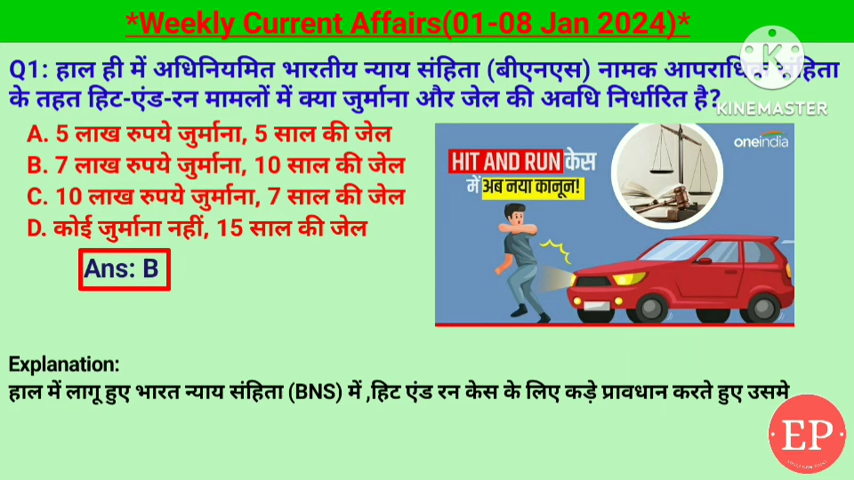 *Weekly Current Affairs(01-08 Jan 2024)*
Q1: हाल ही में अधिनियमित भारतीय न्याय संहिता (बीएनएस) नामक आपराधिक संहिता
के तहत हिट-एंड-रन मामलों में क्या जुर्माना और जेल की अवधि निर्धारित है?
K
KINEMASTER
A. 5 लाख रुपये जुर्माना, 5 साल की जेल
B. 7 लाख रुपये जुर्माना, 10 साल की जेल
C. 10 लाख रुपये जुर्माना, 7 साल की जेल
D. कोई जुर्माना नहीं, 15 साल की जेल
Ans: B
oneindia
HIT AND RUN केस
में अब नया कानून!
Explanation:
हाल में लागू हुए भारत न्याय संहिता (BNS) में ,हिट एंड रन केस के लिए कड़े प्रावधान करते हुए उसमे
EP